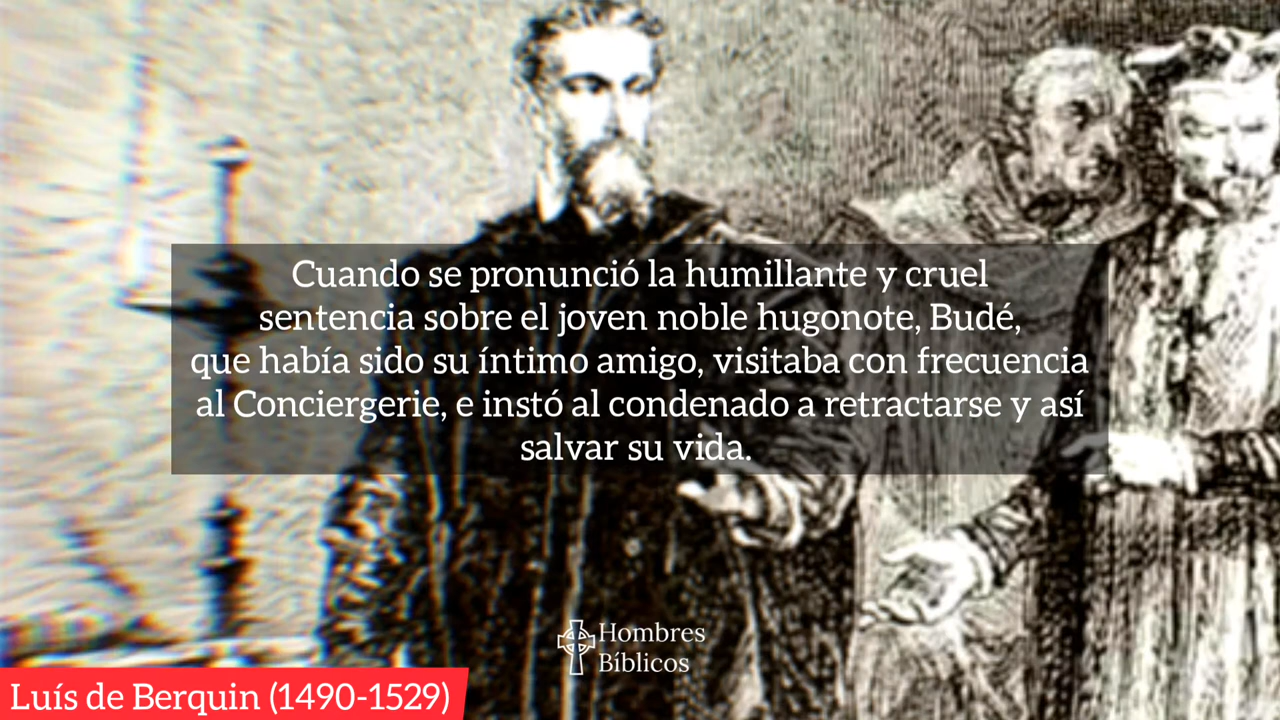 Cuando se pronunció la humillante y cruel
sentencia sobre el joven noble hugonote, Budé,
que había sido su íntimo amigo, visitaba con frecuencia
al Conciergerie, e instó al condenado a retractarse y así
salvar su vida.
Hombres
Bíblicos
Luís de Berquin (1490-1529)